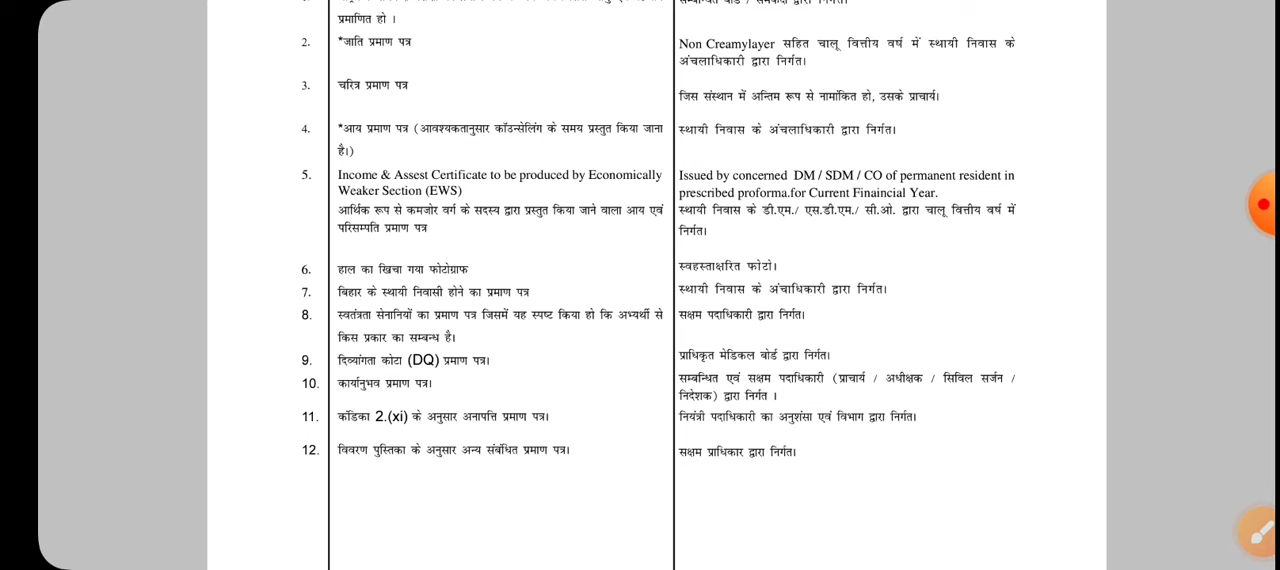 प्रमाणित हो ।
2. *जाति प्रमाण पत्र
Non Creamylayer सहित चालू वित्तीय वर्ष में स्थायी निवास के
अंचलाधिकारी द्वारा निर्गत।
3. चरित्र प्रमाण पत्र
जिस संस्थान में अन्तिम रूप से नामांकित हो, उसके प्राचार्य।
4. *आय प्रमाण पत्र (आवश्यकतानुसार कॉउन्सेलिंग के समय प्रस्तुत किया जाना
है।)
स्थायी निवास के अंचलाधिकारी द्वारा निर्गत।
5. Income & Assest Certificate to be produced by Economically
Weaker Section (EWS)
आर्थिक रूप से कमजोर वर्ग के सदस्य द्वारा प्रस्तुत किया जाने वाला आय एवं
परिसम्पति प्रमाण पत्र
Issued by concerned DM / SDM / CO of permanent resident in
prescribed proforma.for Current Finaincial Year.
स्थायी निवास के डी.एम./ एस.डी.एम./ सी.ओ. द्वारा चालू वित्तीय वर्ष में
निर्गत।
6. हाल का खिचा गया फोटोग्राफ
स्वहस्ताक्षरित फोटो।
7. बिहार के स्थायी निवासी होने का प्रमाण पत्र
स्थायी निवास के अंचाधिकारी द्वारा निर्गत।
8. स्वतंत्रता सेनानियों का प्रमाण पत्र जिसमें यह स्पष्ट किया हो कि अभ्यर्थी से
किस प्रकार का सम्बन्ध है।
सक्षम पदाधिकारी द्वारा निर्गत।
9. दिव्यांगता कोटा (DQ) प्रमाण पत्र।
प्राधिकृत मेडिकल बोर्ड द्वारा निर्गत।
10. कार्यानुभव प्रमाण पत्र।
सम्बन्धित एवं सक्षम पदाधिकारी (प्राचार्य / अधीक्षक / सिविल सर्जन /
निदेशक) द्वारा निर्गत ।
11. कंडिका 2.(xi) के अनुसार अनापत्ति प्रमाण पत्र।
नियंत्री पदाधिकारी का अनुशंसा एवं विभाग द्वारा निर्गत।
12. विवरण पुस्तिका के अनुसार अन्य संबंधित प्रमाण पत्र।
सक्षम प्राधिकार द्वारा निर्गत।